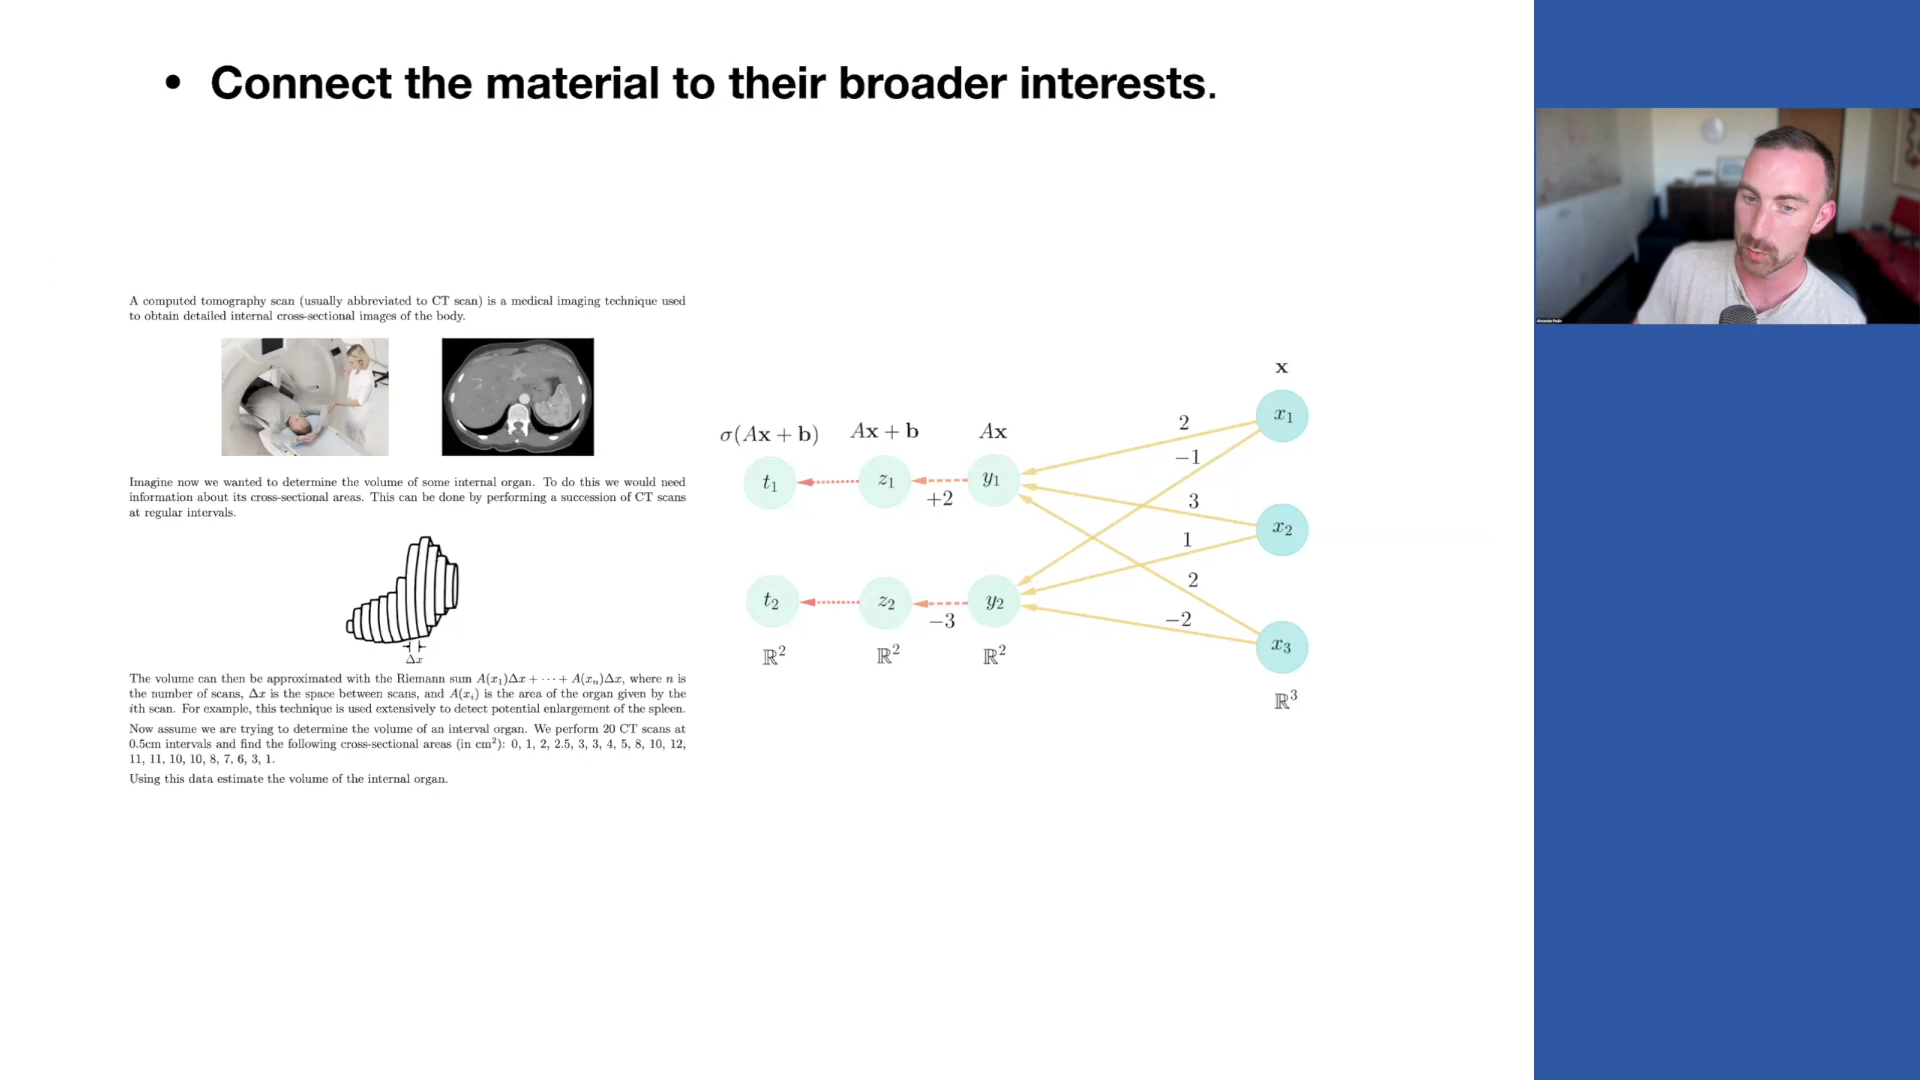 • Connect the material to their broader interests.
A computed tomography scan (usually abbreviated to CT scan) is a medical imaging technique used
to obtain detailed internal cross-sectional images of the body.
Imagine now we wanted to determine the volume of some internal organ. To do this we would need
information about its cross-sectional areas. This can be done by performing a succession of CT scans
at regular intervals.
Δx
The volume can then be approximated with the Riemann sum A(x₁)Δx + ⋯ + A(xₙ)Δx, where n is
the number of scans, Δx is the space between scans, and A(xᵢ) is the area of the organ given by the
ith scan. For example, this technique is used extensively to detect potential enlargement of the spleen.
Now assume we are trying to determine the volume of an interval organ. We perform 20 CT scans at
0.5cm intervals and find the following cross-sectional areas (in cm²): 0, 1, 2, 2.5, 3, 3, 4, 5, 8, 10, 12,
11, 11, 10, 10, 8, 7, 6, 3, 1.
Using this data estimate the volume of the internal organ.
x
σ(Ax + b) Ax + b Ax
2
x₁
−1
t₁ z₁ y₁
+2
3
x₂
1
2
t₂ z₂ y₂
−3
−2
x₃
ℝ² ℝ² ℝ²
ℝ³